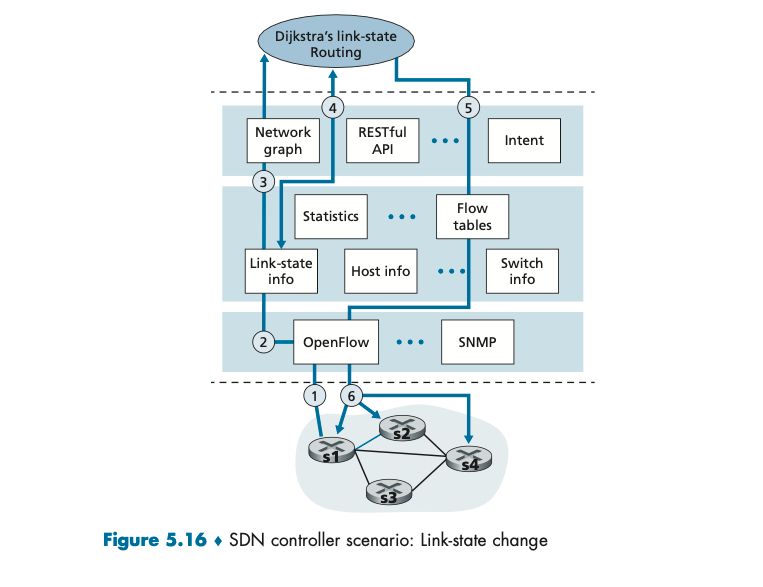 Dijkstra's link-state
Routing
4
5
Network
graph
RESTful
API
Intent
3
Statistics
Flow
tables
Link-state
info
Host info
Switch
info
2
OpenFlow
SNMP
1
6
s1
s2
s4
s3
Figure 5.16 ♦ SDN controller scenario: Link-state change